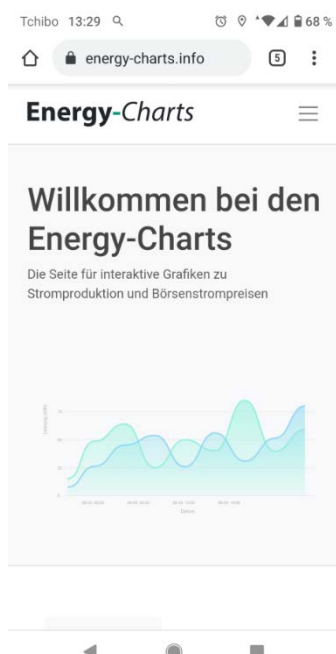 Tchibo 13:29 68 %
energy-charts.info 5
Energy-Charts
Willkommen bei den
Energy-Charts
Die Seite für interaktive Grafiken zu
Stromproduktion und Börsenstrompreisen